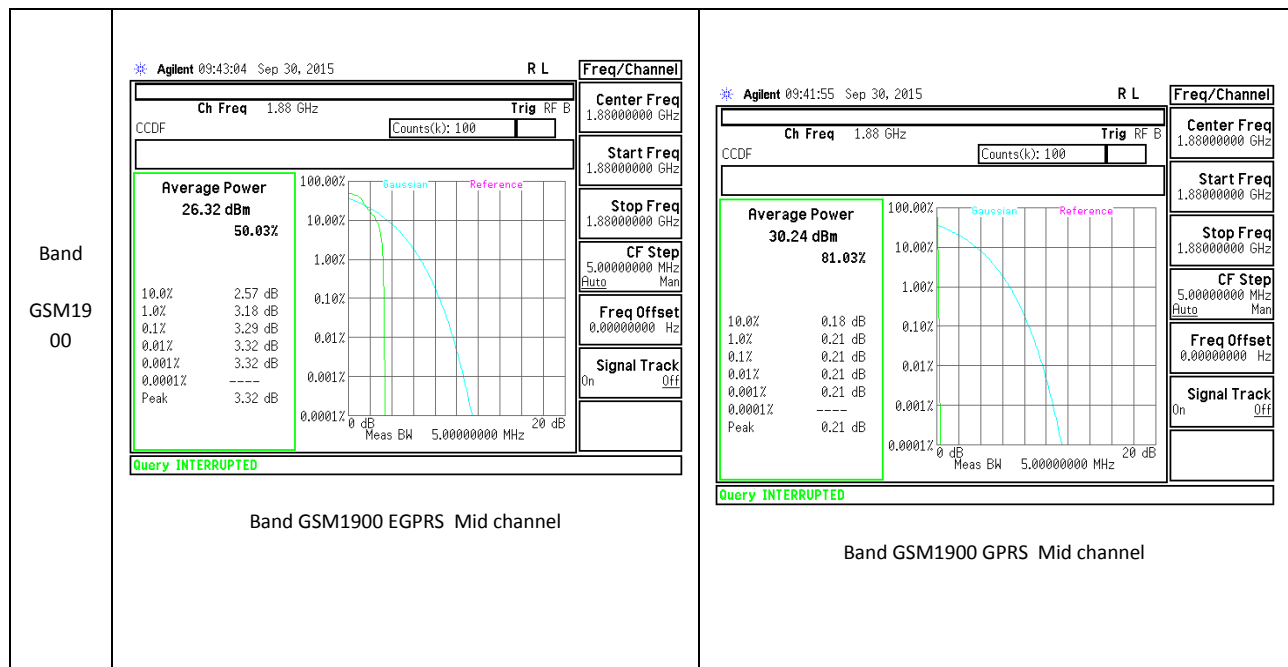 Band
GSM19
00
Agilent 09:43:04 Sep 30, 2015 R L
Freq/Channel
Ch Freq 1.88 GHz Trig RF B
CCDF Counts(k): 100
Average Power
26.32 dBm
50.03%
10.0% 2.57 dB
1.0% 3.18 dB
0.1% 3.29 dB
0.01% 3.32 dB
0.001% 3.32 dB
0.0001% ----
Peak 3.32 dB
Gaussian Reference
100.00%
10.00%
1.00%
0.10%
0.01%
0.001%
0.0001%
0 dB 20 dB
Meas BW 5.00000000 MHz
Center Freq
1.88000000 GHz
Start Freq
1.88000000 GHz
Stop Freq
1.88000000 GHz
CF Step
5.00000000 MHz
Auto Man
Freq Offset
0.00000000 Hz
Signal Track
On Off
Query INTERRUPTED
Band GSM1900 EGPRS Mid channel
Agilent 09:41:55 Sep 30, 2015 R L
Freq/Channel
Ch Freq 1.88 GHz Trig RF B
CCDF Counts(k): 100
Average Power
30.24 dBm
81.03%
10.0% 0.18 dB
1.0% 0.21 dB
0.1% 0.21 dB
0.01% 0.21 dB
0.001% 0.21 dB
0.0001% ----
Peak 0.21 dB
Gaussian Reference
100.00%
10.00%
1.00%
0.10%
0.01%
0.001%
0.0001%
0 dB 20 dB
Meas BW 5.00000000 MHz
Center Freq
1.88000000 GHz
Start Freq
1.88000000 GHz
Stop Freq
1.88000000 GHz
CF Step
5.00000000 MHz
Auto Man
Freq Offset
0.00000000 Hz
Signal Track
On Off
Query INTERRUPTED
Band GSM1900 GPRS Mid channel